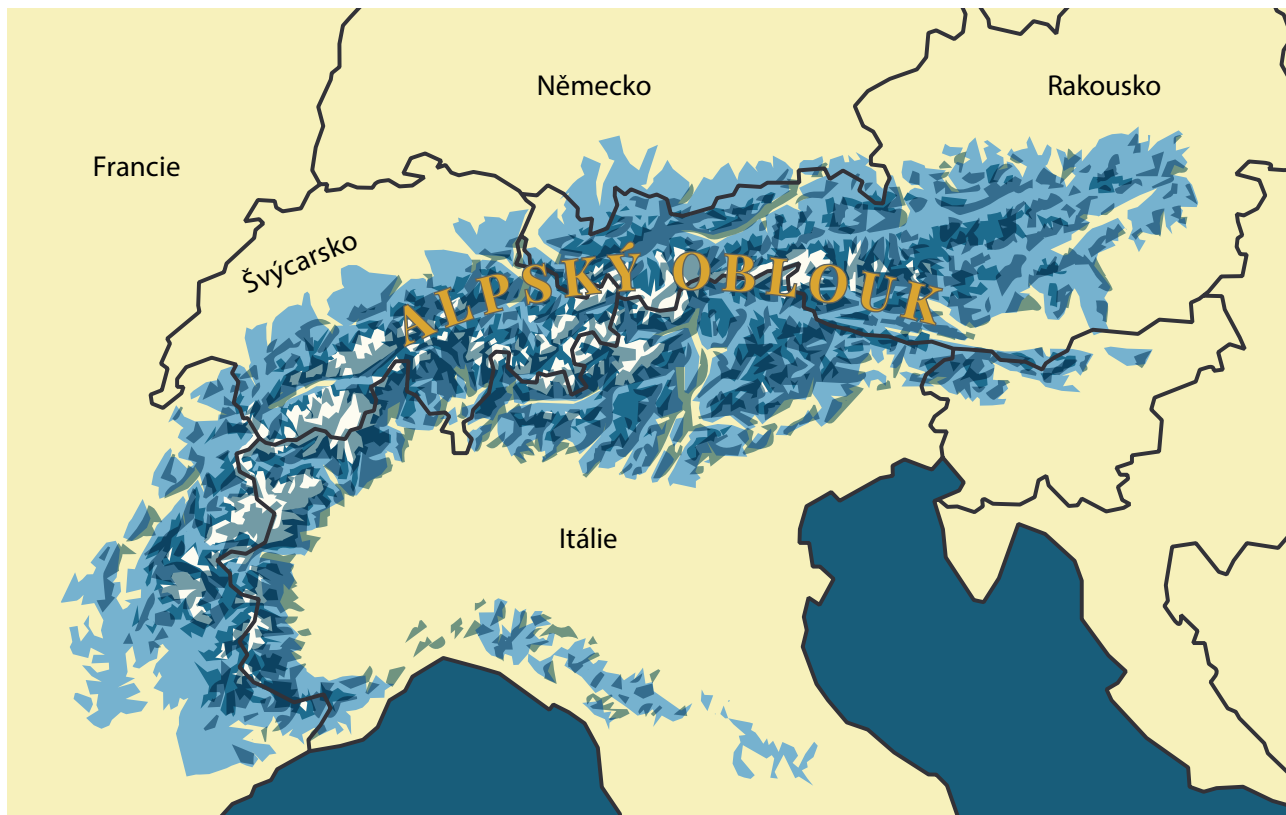 Německo
Rakousko
Francie
Švýcarsko
ALPSKÝ OBLOUK
Itálie